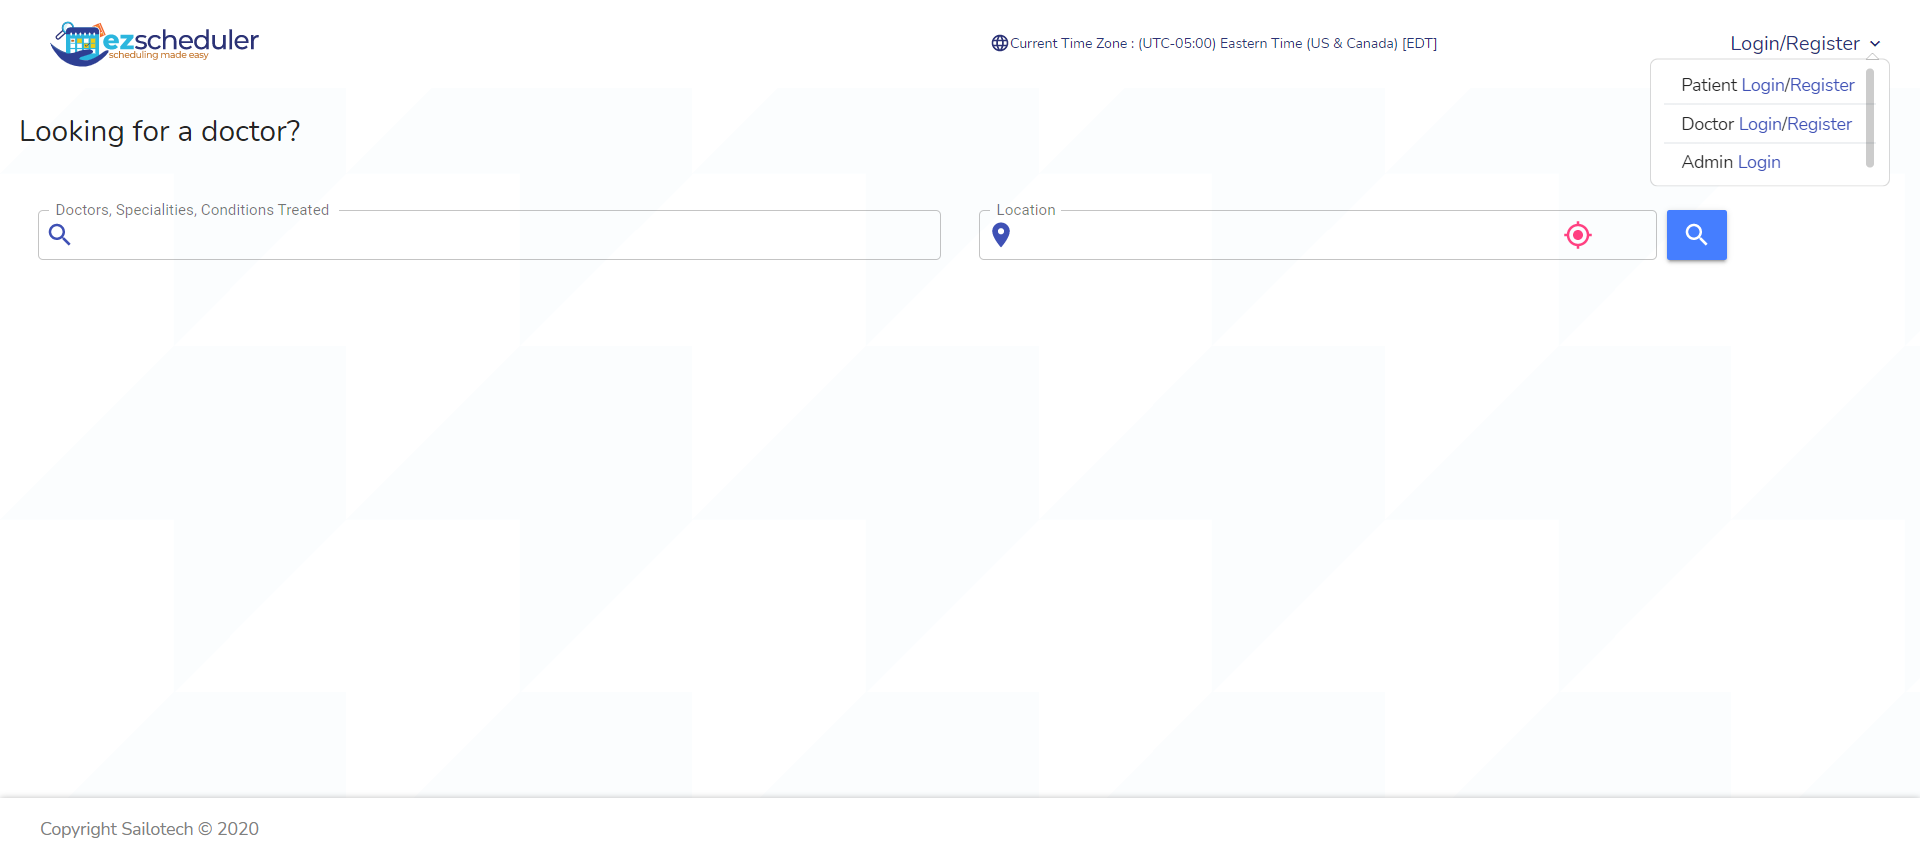 ezscheduler
scheduling made easy
Current Time Zone : (UTC-05:00) Eastern Time (US & Canada) [EDT]
Login/Register
Patient Login/Register
Doctor Login/Register
Admin Login
Looking for a doctor?
Doctors, Specialities, Conditions Treated
Location
Copyright Sailotech © 2020